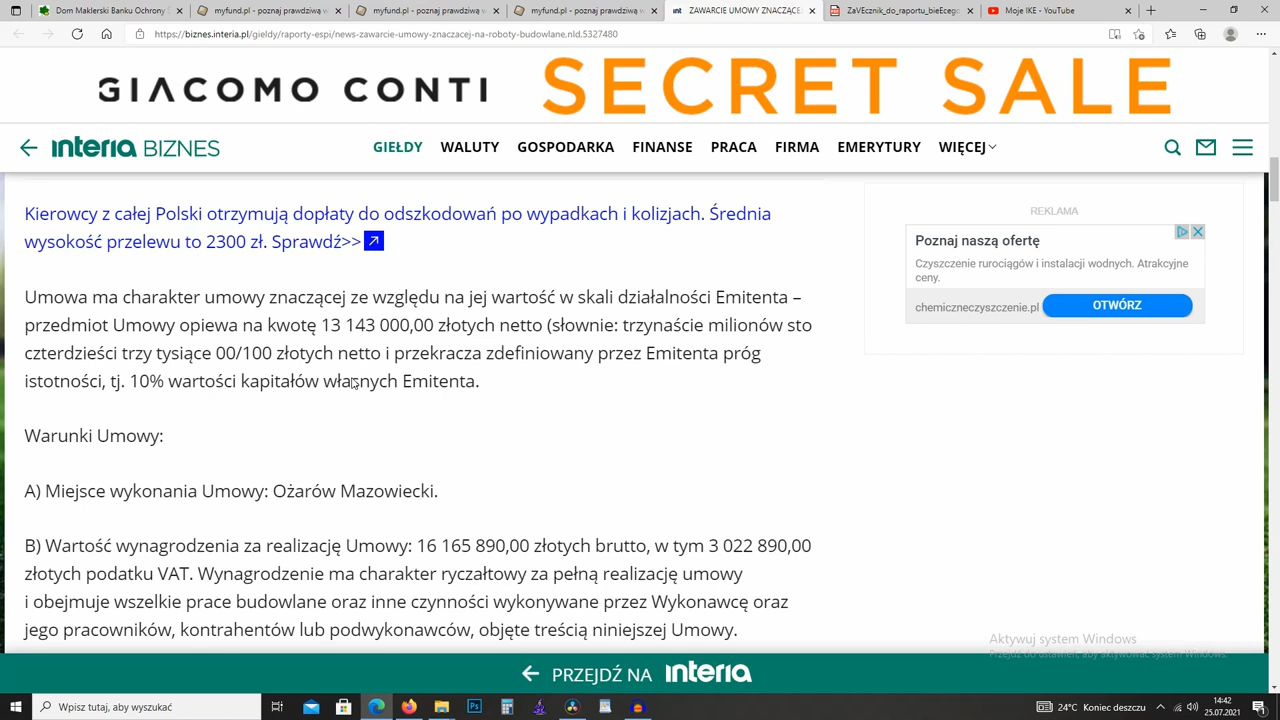 Dom Maklerski Banku Ochrony
myfund.pl - poznaj prawdziwą
myfund.pl - poznaj prawdziwą
myfund.pl - poznaj prawdziwą
ZAWARCIE UMOWY ZNACZĄCE
ZaVEcznik_do_raportu_bieEcego
Moje IKE - YouTube
https://biznes.interia.pl/gieldy/raporty-espi/news-zawarcie-umowy-znaczacej-na-roboty-budowlane,nId,5327480
GIACOMO CONTI SECRET SALE
interia BIZNES
GIEŁDY WALUTY GOSPODARKA FINANSE PRACA FIRMA EMERYTURY WIĘCEJ
Kierowcy z całej Polski otrzymują dopłaty do odszkodowań po wypadkach i kolizjach. Średnia
wysokość przelewu to 2300 zł. Sprawdź>>
Umowa ma charakter umowy znaczącej ze względu na jej wartość w skali działalności Emitenta –
przedmiot Umowy opiewa na kwotę 13 143 000,00 złotych netto (słownie: trzynaście milionów sto
czterdzieści trzy tysiące 00/100 złotych netto i przekracza zdefiniowany przez Emitenta próg
istotności, tj. 10% wartości kapitałów własnych Emitenta.
Warunki Umowy:
A) Miejsce wykonania Umowy: Ożarów Mazowiecki.
B) Wartość wynagrodzenia za realizację Umowy: 16 165 890,00 złotych brutto, w tym 3 022 890,00
złotych podatku VAT. Wynagrodzenie ma charakter ryczałtowy za pełną realizację umowy
i obejmuje wszelkie prace budowlane oraz inne czynności wykonywane przez Wykonawcę oraz
jego pracowników, kontrahentów lub podwykonawców, objęte treścią niniejszej Umowy.
REKLAMA
Poznaj naszą ofertę
Czyszczenie rurociągów i instalacji wodnych. Atrakcyjne
ceny.
chemiczneczyszczenie.pl OTWÓRZ
Aktywuj system Windows
Przejdź do ustawień, aby aktywować system Windows.
PRZEJDŹ NA interia
Wpisz tutaj, aby wyszukać
24°C Koniec deszczu
14:42
25.07.2021